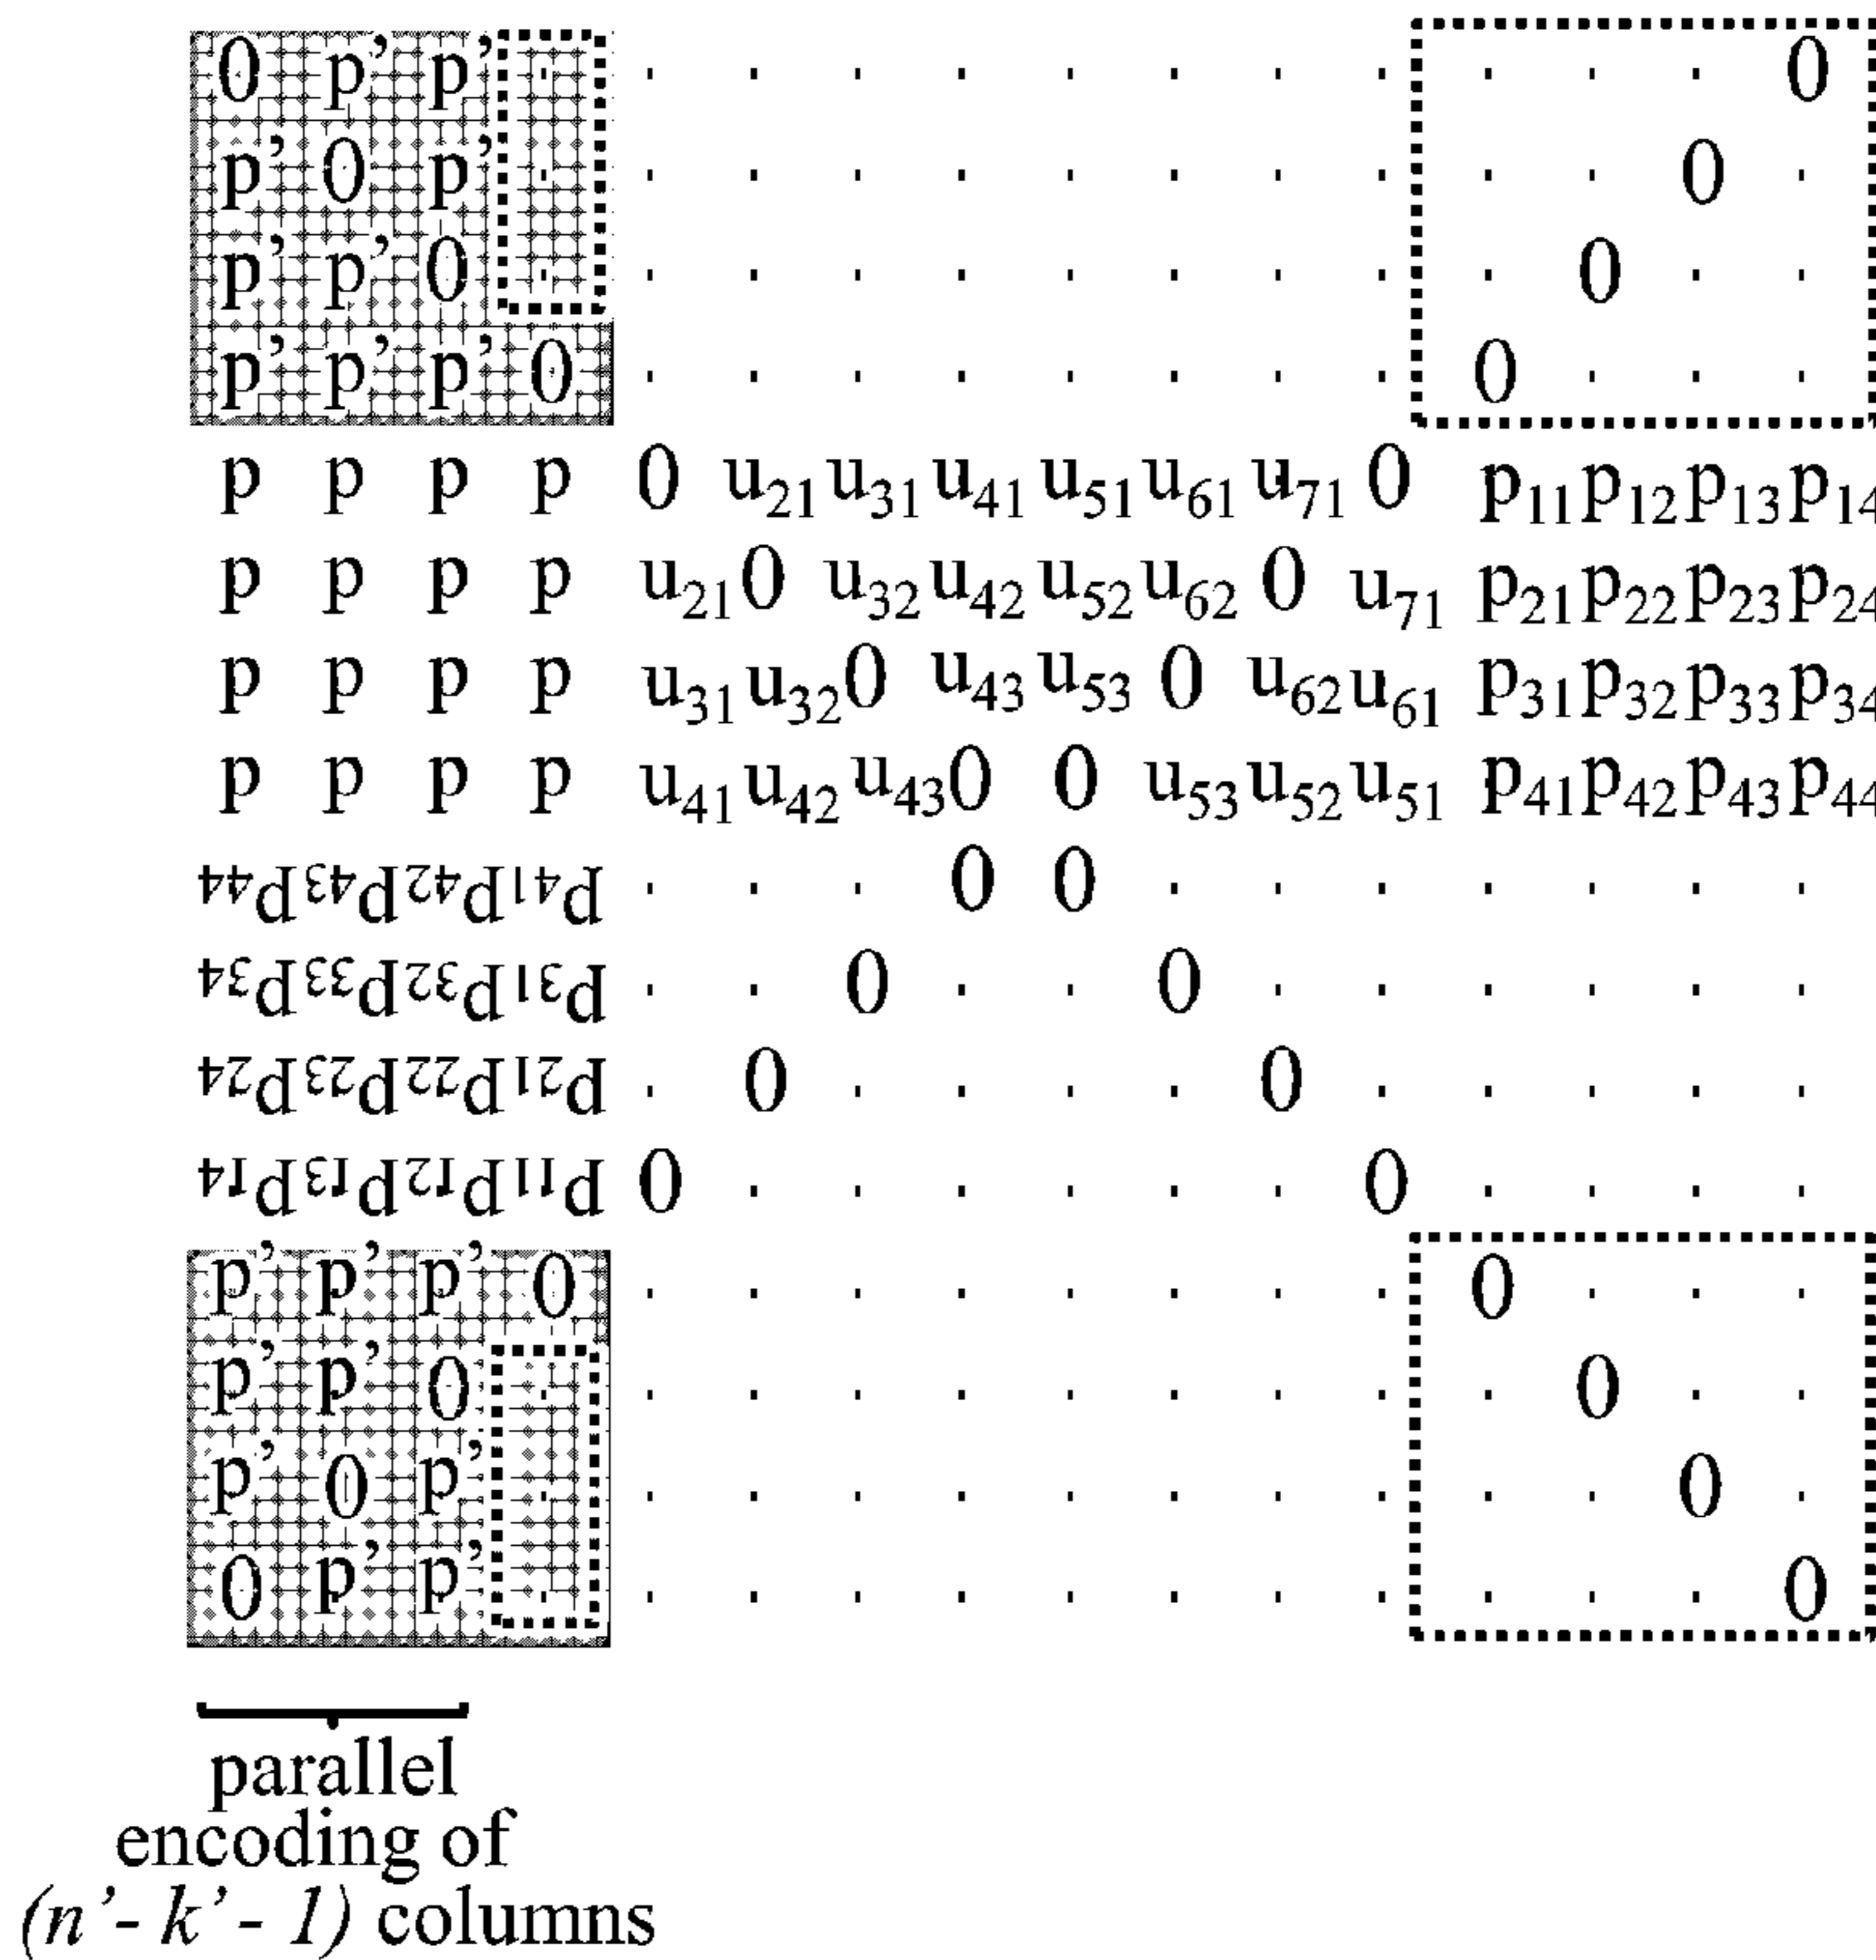 0 p' p' . . . . . . . . . . . . 0
p' 0 p' . . . . . . . . . . . 0 .
p' p' 0 . . . . . . . . . . 0 . .
p' p' p' 0 . . . . . . . . 0 . . .
p p p p 0 u21 u31 u41 u51 u61 u71 0 p11 p12 p13 p14
p p p p u21 0 u32 u42 u52 u62 0 u71 p21 p22 p23 p24
p p p p u31 u32 0 u43 u53 0 u62 u61 p31 p32 p33 p34
p p p p u41 u42 u43 0 0 u53 u52 u51 p41 p42 p43 p44
p44 p43 p42 p41 . . . 0 0 . . . . . . .
p34 p33 p32 p31 . . 0 . . 0 . . . . . .
p24 p23 p22 p21 . 0 . . . . 0 . . . . .
p14 p13 p12 p11 0 . . . . . . 0 . . . .
p' p' p' 0 . . . . . . . . 0 . . .
p' p' 0 . . . . . . . . . . 0 . .
p' 0 p' . . . . . . . . . . . 0 .
0 p' p' . . . . . . . . . . . . 0
parallel
encoding of
(n'- k'- 1) columns